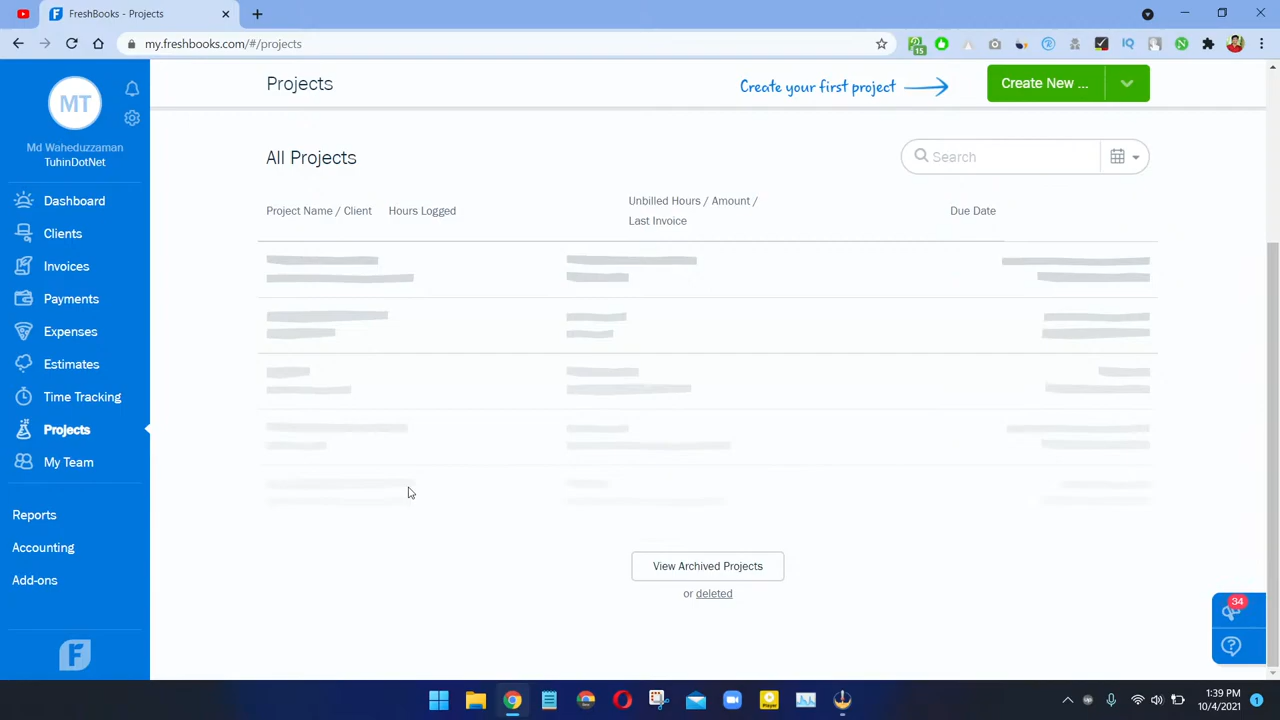 FreshBooks - Projects
my.freshbooks.com/#/projects
15
MT
Md Waheduzzaman
TuhinDotNet
Dashboard
Clients
Invoices
Payments
Expenses
Estimates
Time Tracking
Projects
My Team
Reports
Accounting
Add-ons
F
Projects
Create your first project
Create New ...
All Projects
Search
Project Name / Client
Hours Logged
Unbilled Hours / Amount /
Last Invoice
Due Date
View Archived Projects
or deleted
34
1:39 PM
10/4/2021
1